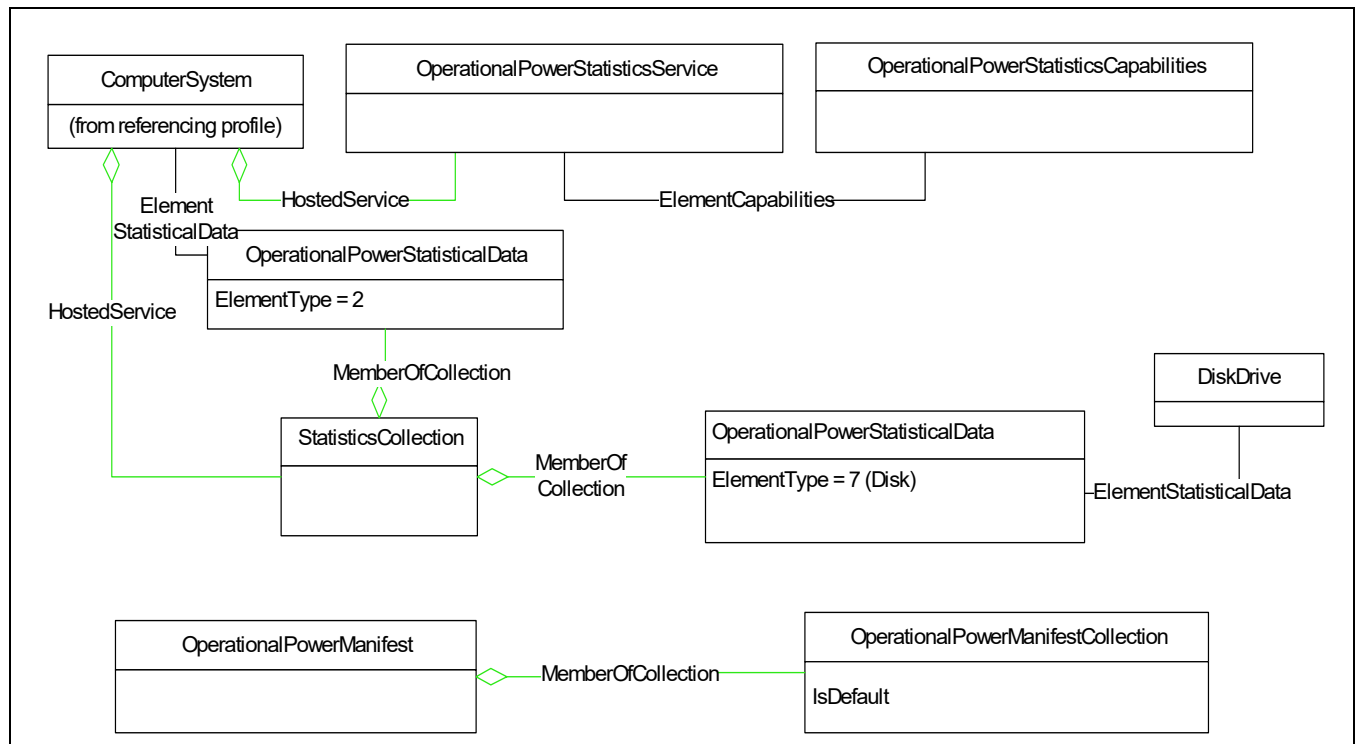 ComputerSystem
(from referencing profile)
OperationalPowerStatisticsService
OperationalPowerStatisticsCapabilities
HostedService
ElementCapabilities
Element
StatisticalData
OperationalPowerStatisticalData
ElementType = 2
HostedService
MemberOfCollection
StatisticsCollection
MemberOf
Collection
OperationalPowerStatisticalData
ElementType = 7 (Disk)
DiskDrive
ElementStatisticalData
OperationalPowerManifest
MemberOfCollection
OperationalPowerManifestCollection
IsDefault